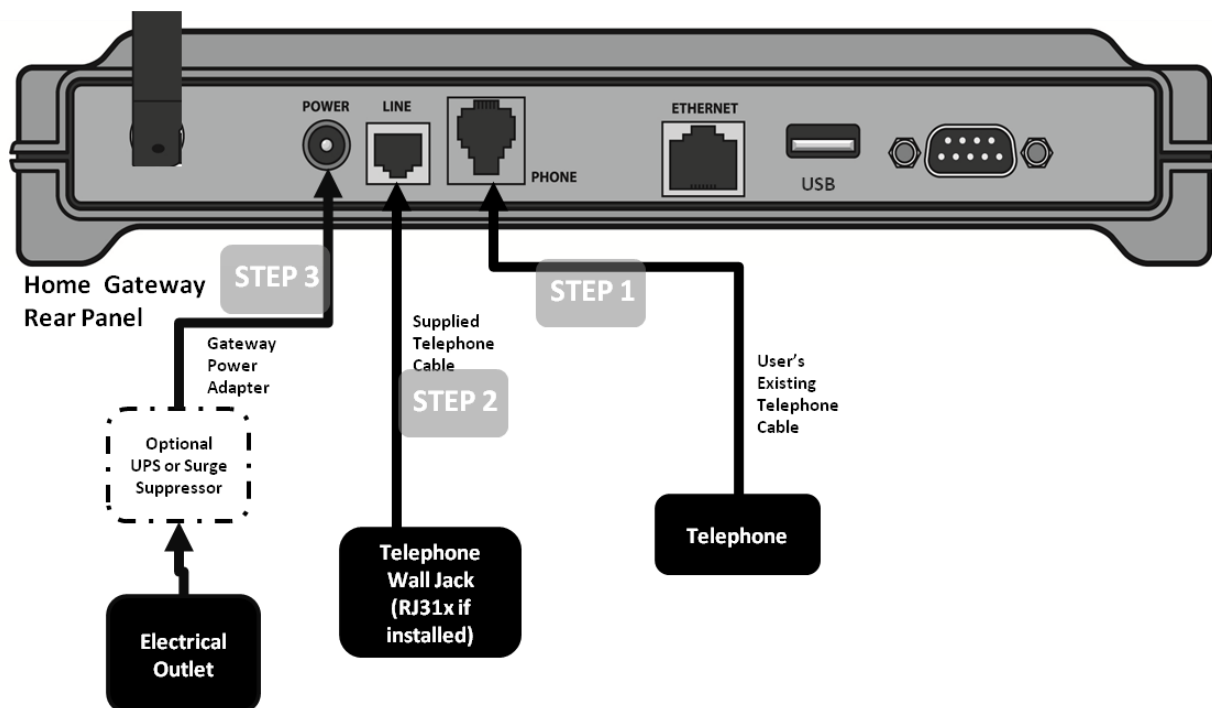 POWER
LINE
PHONE
ETHERNET
USB
Home Gateway
Rear Panel
STEP 3
STEP 1
Gateway
Power
Adapter
Supplied
Telephone
Cable
STEP 2
User's
Existing
Telephone
Cable
Optional
UPS or Surge
Suppressor
Telephone
Wall Jack
(RJ31x if
installed)
Telephone
Electrical
Outlet